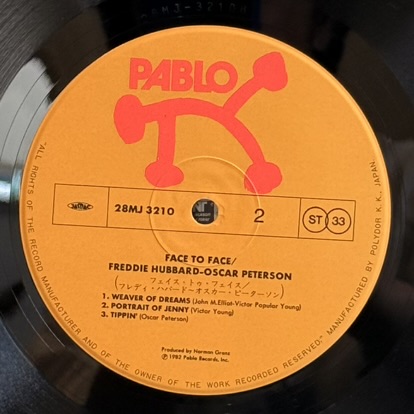 PABLO
JASRAC
28MJ 3210
2
ST 33
FACE TO FACE/
FREDDIE HUBBARD-OSCAR PETERSON
(フェイス・トゥ・フェイス/
フレディ・ハバード〜オスカー・ピーターソン)
1. WEAVER OF DREAMS (John M.Elliot-Victor Popular Young)
2. PORTRAIT OF JENNY (Victor Young)
3. TIPPIN' (Oscar Peterson)
Produced by Norman Granz
Ⓟ 1982 Pablo Records, Inc.
"ALL RIGHTS OF THE RECORD MANUFACTURER AND OF THE OWNER OF THE WORK RECORDED RESERVED" MANUFACTURED BY POLYDOR K.K., JAPAN